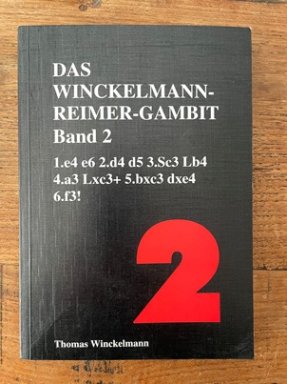 DAS
WINCKELMANN-
REIMER-GAMBIT
Band 2
1.e4 e6 2.d4 d5 3.Sc3 Lb4
4.a3 Lxc3+ 5.bxc3 dxe4
6.f3!
2
Thomas Winckelmann